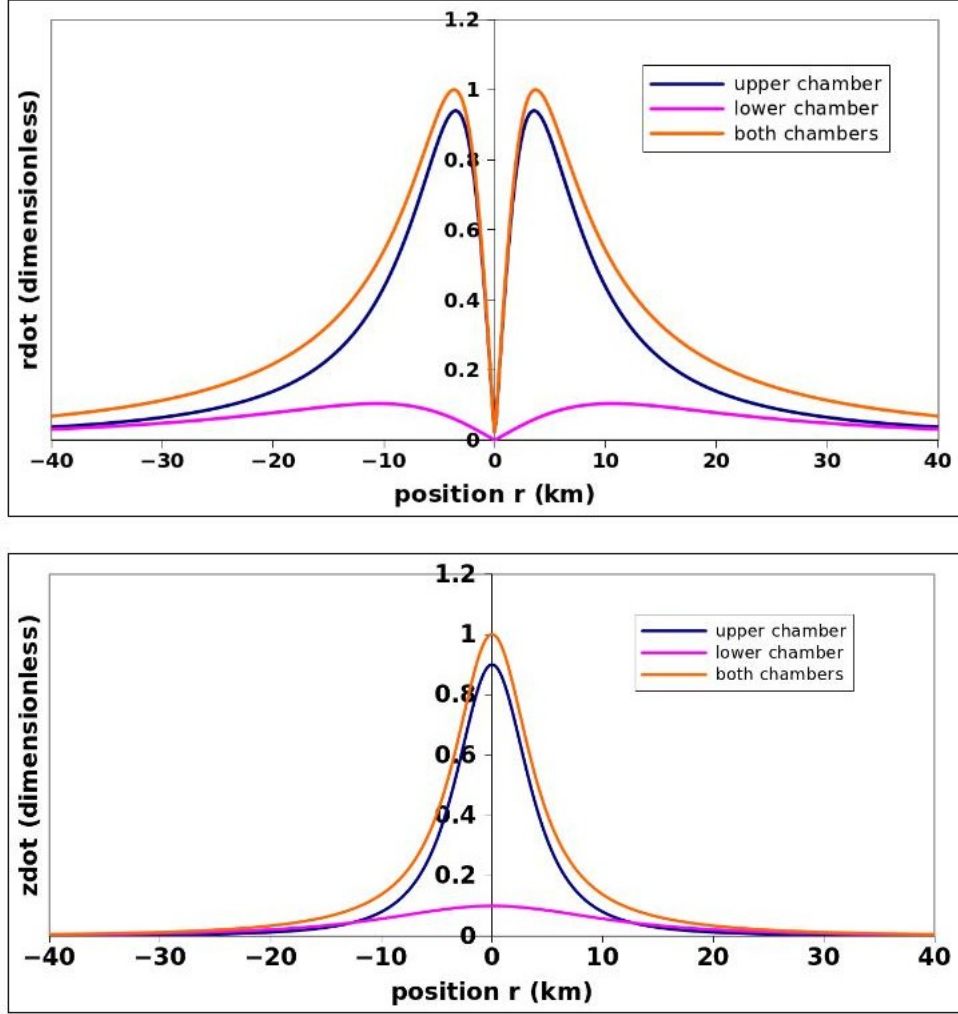 1.2
1
0.8
0.6
0.4
0.2
0
rdot (dimensionless)
upper chamber
lower chamber
both chambers
−40 −30 −20 −10 0 10 20 30 40
position r (km)
1.2
1
0.8
0.6
0.4
0.2
0
zdot (dimensionless)
upper chamber
lower chamber
both chambers
−40 −30 −20 −10 0 10 20 30 40
position r (km)